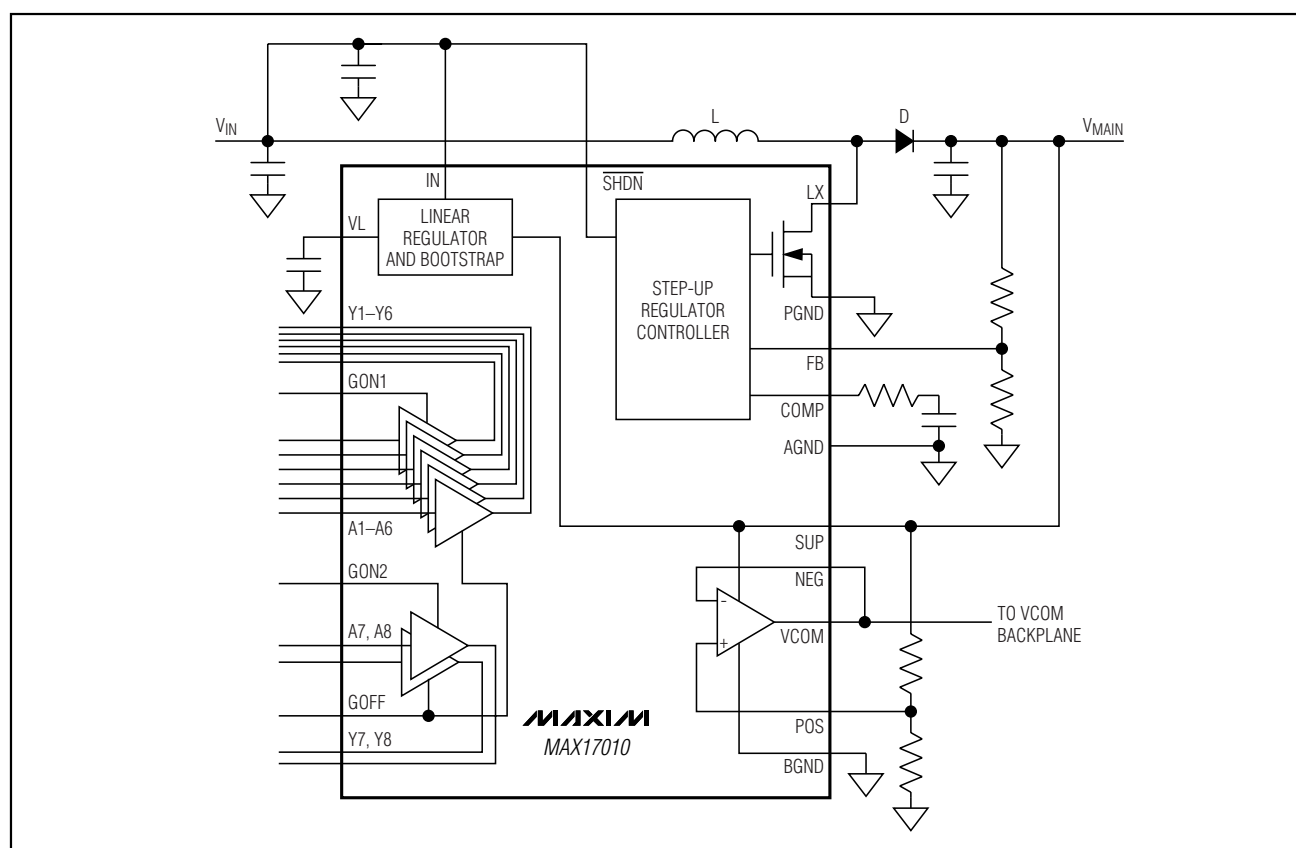 L
D
V_IN
V_MAIN
IN
SHDN
LX
VL
LINEAR
REGULATOR
AND BOOTSTRAP
STEP-UP
REGULATOR
CONTROLLER
PGND
Y1–Y6
FB
GON1
COMP
AGND
A1–A6
SUP
NEG
GON2
-
+
VCOM
TO VCOM
BACKPLANE
A7, A8
GOFF
POS
MAXIM
MAX17010
Y7, Y8
BGND